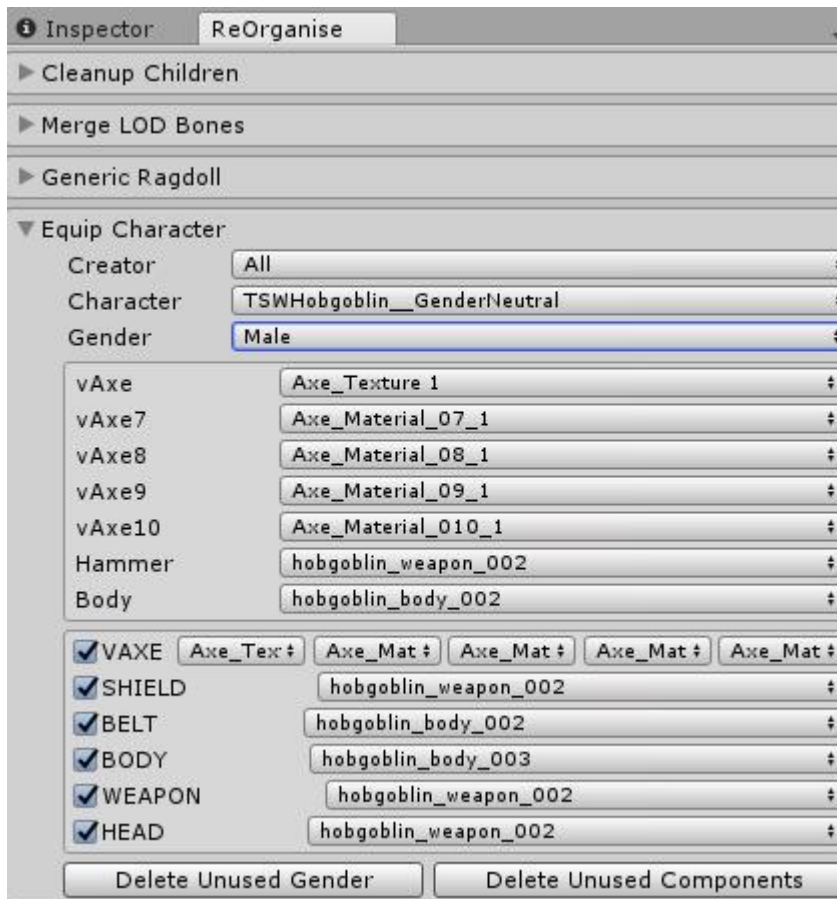 Inspector ReOrganise
Cleanup Children
Merge LOD Bones
Generic Ragdoll
Equip Character
Creator All
Character TSWHobgoblin__GenderNeutral
Gender Male
vAxe Axe_Texture 1
vAxe7 Axe_Material_07_1
vAxe8 Axe_Material_08_1
vAxe9 Axe_Material_09_1
vAxe10 Axe_Material_010_1
Hammer hobgoblin_weapon_002
Body hobgoblin_body_002
VAXE Axe_Tex Axe_Mat Axe_Mat Axe_Mat Axe_Mat
SHIELD hobgoblin_weapon_002
BELT hobgoblin_body_002
BODY hobgoblin_body_003
WEAPON hobgoblin_weapon_002
HEAD hobgoblin_weapon_002
Delete Unused Gender Delete Unused Components